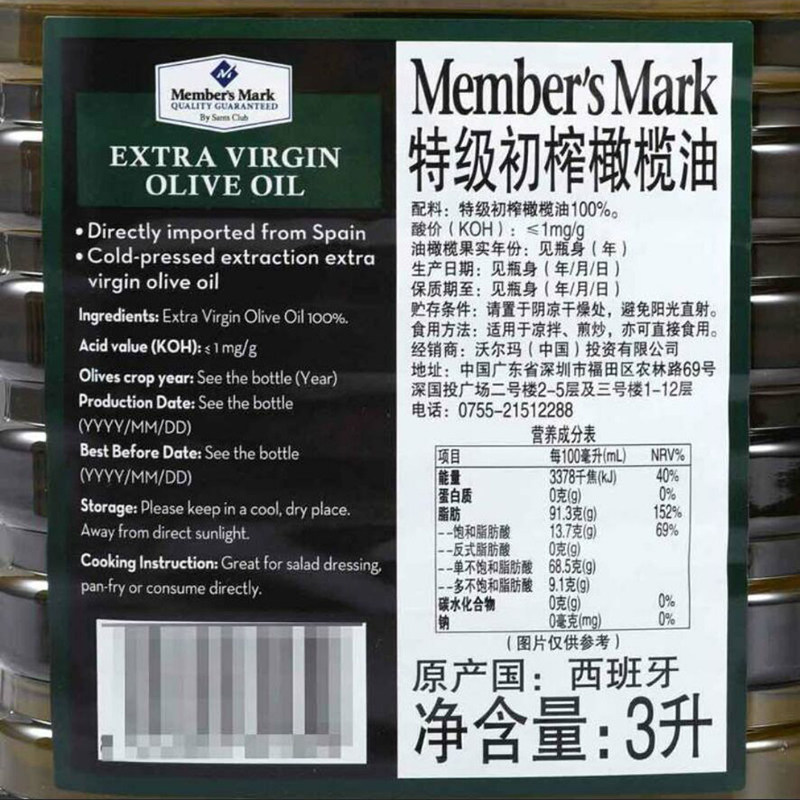 Member's Mark
QUALITY GUARANTEED
By Sam's Club
EXTRA VIRGIN
OLIVE OIL
• Directly imported from Spain
• Cold-pressed extraction extra
virgin olive oil
Ingredients: Extra Virgin Olive Oil 100%.
Acid value (KOH): ≤1mg/g
Olives crop year: See the bottle (Year)
Production Date: See the bottle
(YYYY/MM/DD)
Best Before Date: See the bottle
(YYYY/MM/DD)
Storage: Please keep in a cool, dry place.
Away from direct sunlight.
Cooking Instruction: Great for salad dressing,
pan-fry or consume directly.
Member's Mark
特级初榨橄榄油
配料：特级初榨橄榄油100%。
酸价（KOH）：≤1mg/g
油橄榄果实年份：见瓶身（年）
生产日期：见瓶身（年/月/日）
保质期至：见瓶身（年/月/日）
贮存条件：请置于阴凉干燥处，避免阳光直射。
食用方法：适用于凉拌、煎炒，亦可直接食用。
经销商：沃尔玛（中国）投资有限公司
地址：中国广东省深圳市福田区农林路69号
深国投广场二号楼2-5层及三号楼1-12层
电话：0755-21512288
营养成分表
项目 每100毫升(mL) NRV%
能量 3378千焦(kJ) 40%
蛋白质 0克(g) 0%
脂肪 91.3克(g) 152%
--饱和脂肪酸 13.7克(g) 69%
--反式脂肪酸 0克(g)
--单不饱和脂肪酸 68.5克(g)
--多不饱和脂肪酸 9.1克(g)
碳水化合物 0克(g) 0%
钠 0毫克(mg) 0%
（图片仅供参考）
原产国：西班牙
净含量：3升